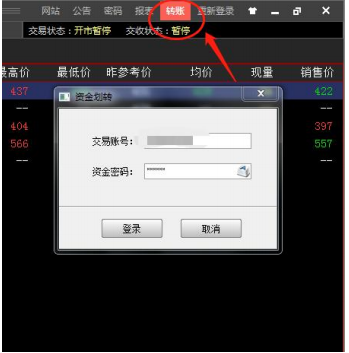 网站 公告 密码 报表 转账 重新登录
交易状态：开市暂停 交收状态：暂停
最高价 最低价 昨参考价 均价 现量 销售价
437 422
-- --
404 397
566 557
-- --
资金划转
交易账号：
资金密码： ******
登录 取消